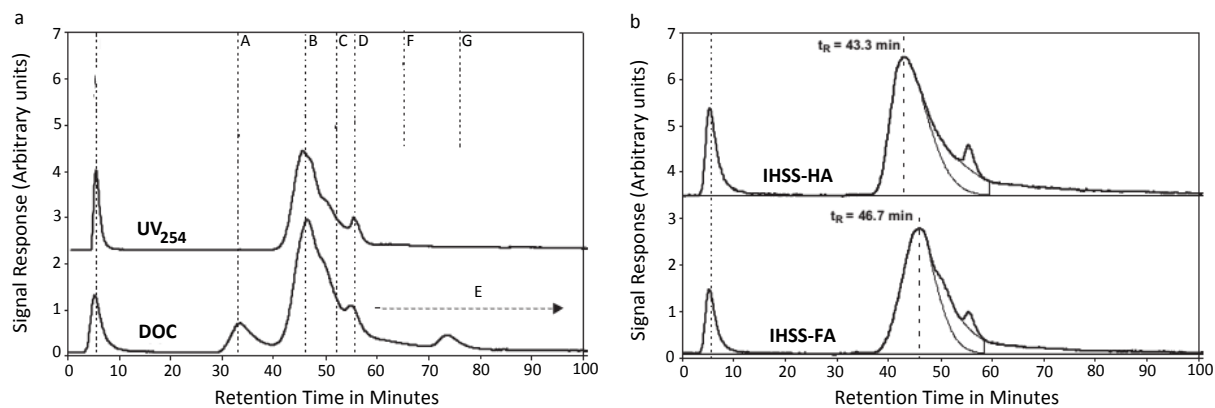 a
Signal Response (Arbitrary units)
7
6
5
4
3
2
1
0
A
B
C
D
F
G
UV254
DOC
E
0 10 20 30 40 50 60 70 80 90 100
Retention Time in Minutes
b
Signal Response (Arbitrary units)
7
6
5
4
3
2
1
0
tR = 43.3 min
IHSS-HA
tR = 46.7 min
IHSS-FA
0 10 20 30 40 50 60 70 80 90 100
Retention Time in Minutes